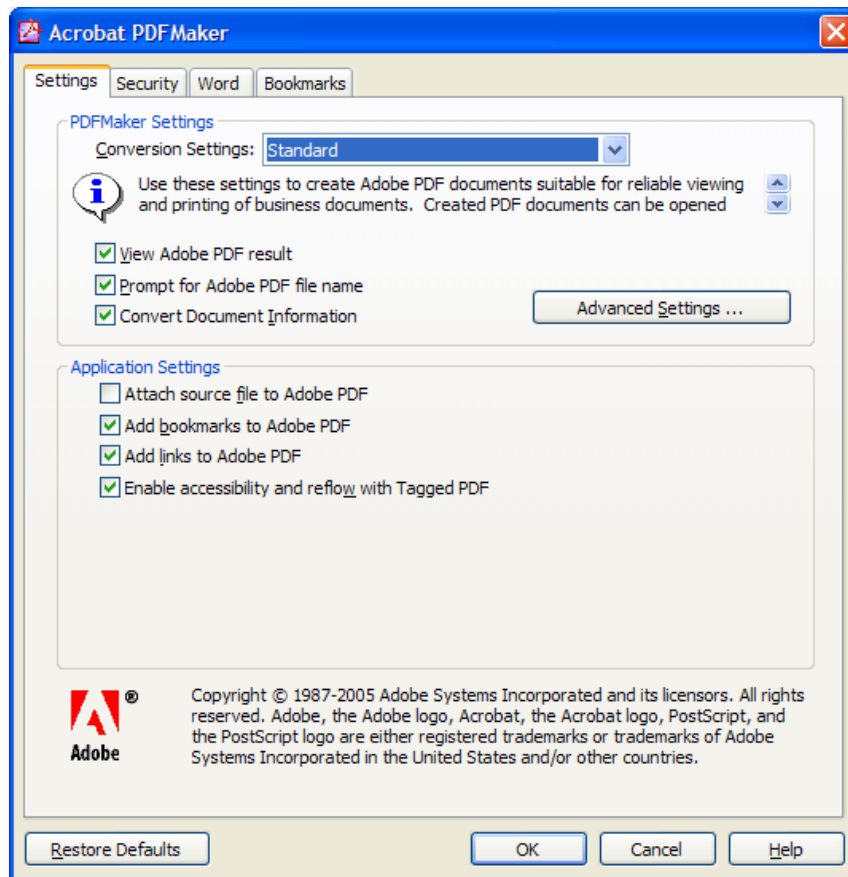 Acrobat PDFMaker
Settings Security Word Bookmarks
PDFMaker Settings
Conversion Settings: Standard
Use these settings to create Adobe PDF documents suitable for reliable viewing
and printing of business documents. Created PDF documents can be opened
View Adobe PDF result
Prompt for Adobe PDF file name
Convert Document Information
Advanced Settings ...
Application Settings
Attach source file to Adobe PDF
Add bookmarks to Adobe PDF
Add links to Adobe PDF
Enable accessibility and reflow with Tagged PDF
®
Adobe
Copyright © 1987-2005 Adobe Systems Incorporated and its licensors. All rights
reserved. Adobe, the Adobe logo, Acrobat, the Acrobat logo, PostScript, and
the PostScript logo are either registered trademarks or trademarks of Adobe
Systems Incorporated in the United States and/or other countries.
Restore Defaults OK Cancel Help